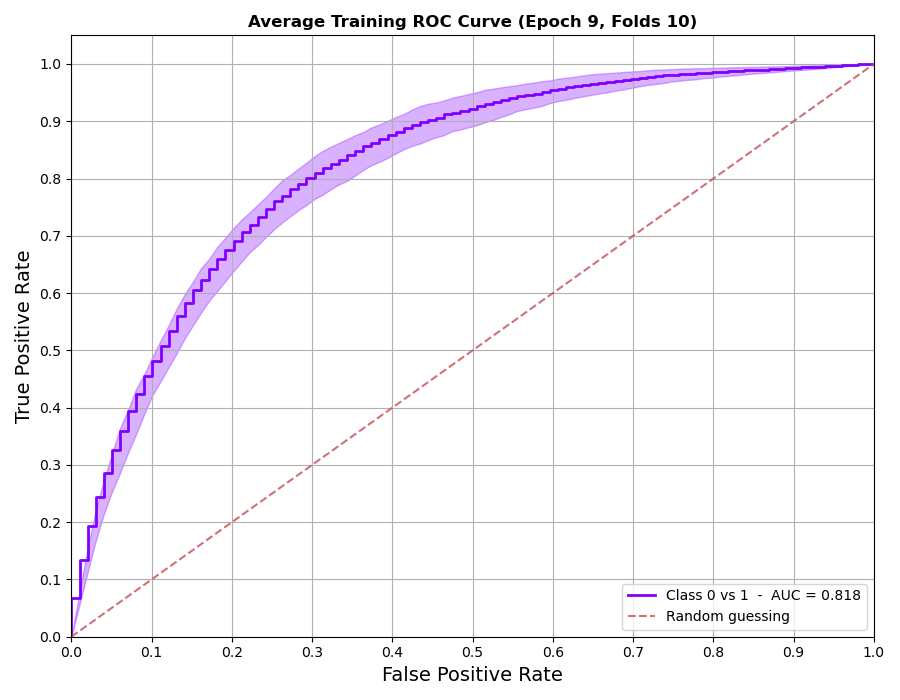 Average Training ROC Curve (Epoch 9, Folds 10)
True Positive Rate
1.0
0.9
0.8
0.7
0.6
0.5
0.4
0.3
0.2
0.1
0.0
Class 0 vs 1 - AUC = 0.818
Random guessing
0.0 0.1 0.2 0.3 0.4 0.5 0.6 0.7 0.8 0.9 1.0
False Positive Rate